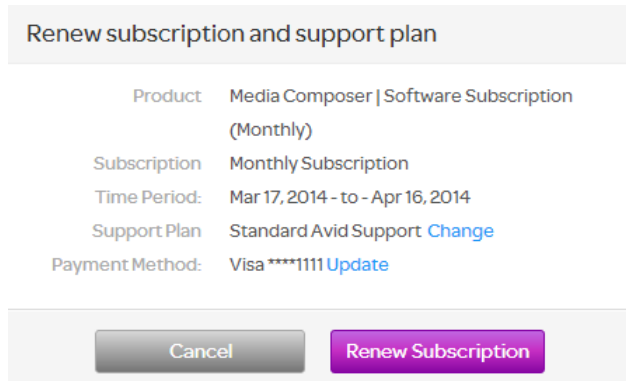 Renew subscription and support plan
Product Media Composer | Software Subscription
(Monthly)
Subscription Monthly Subscription
Time Period: Mar 17, 2014 - to - Apr 16, 2014
Support Plan Standard Avid Support Change
Payment Method: Visa ****1111 Update
Cancel Renew Subscription